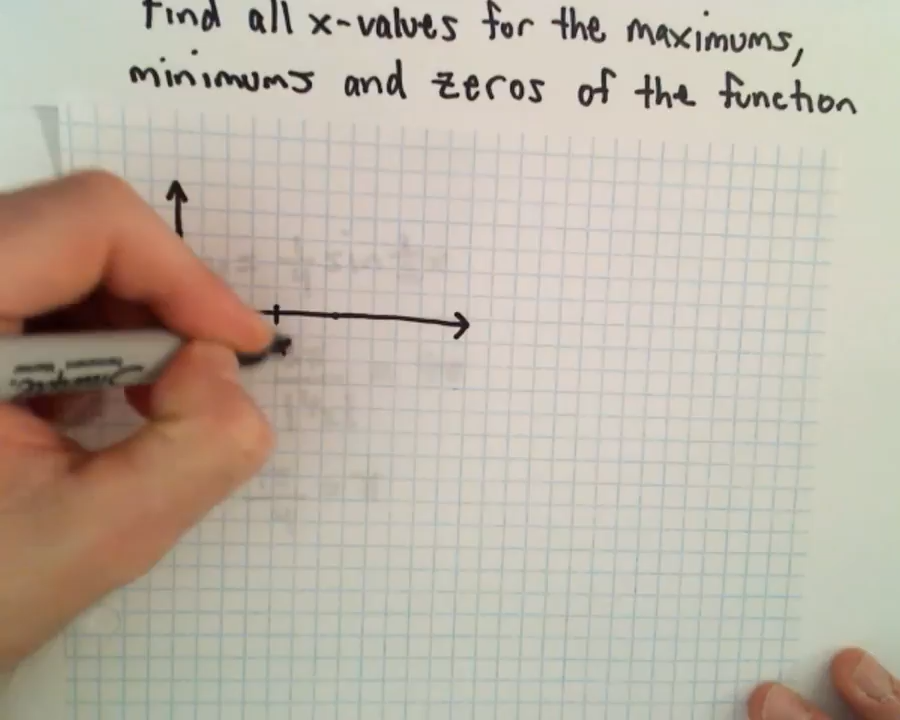 Find all x-values for the maximums,
minimums and zeros of the function